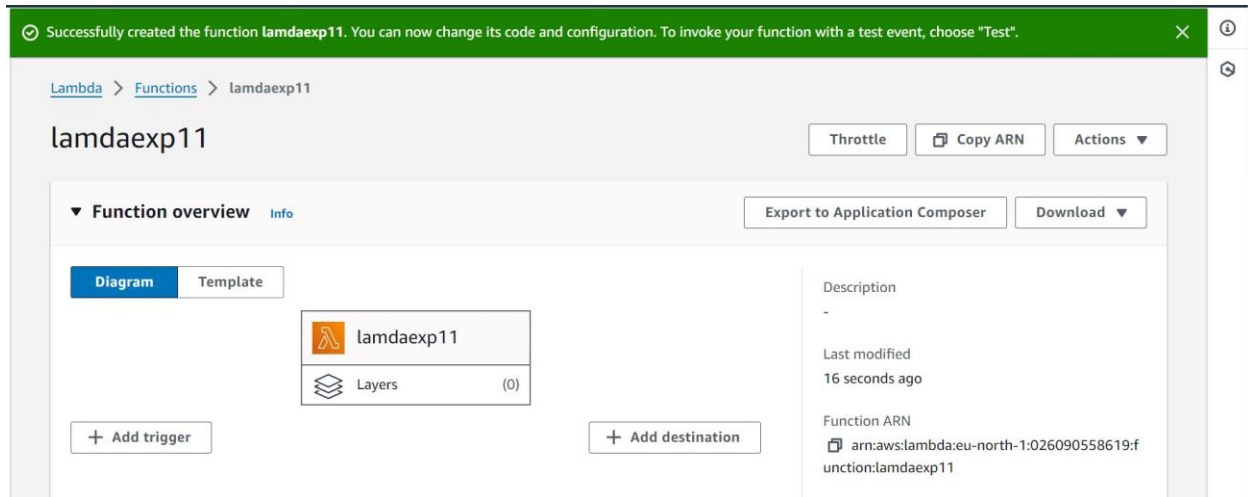 Successfully created the function lamdaexp11. You can now change its code and configuration. To invoke your function with a test event, choose "Test".
Lambda > Functions > lamdaexp11
lamdaexp11
Throttle Copy ARN Actions ▼
▼ Function overview Info
Export to Application Composer Download ▼
Diagram Template
lamdaexp11
Layers (0)
+ Add trigger
+ Add destination
Description
-
Last modified
16 seconds ago
Function ARN
arn:aws:lambda:eu-north-1:026090558619:f
unction:lamdaexp11